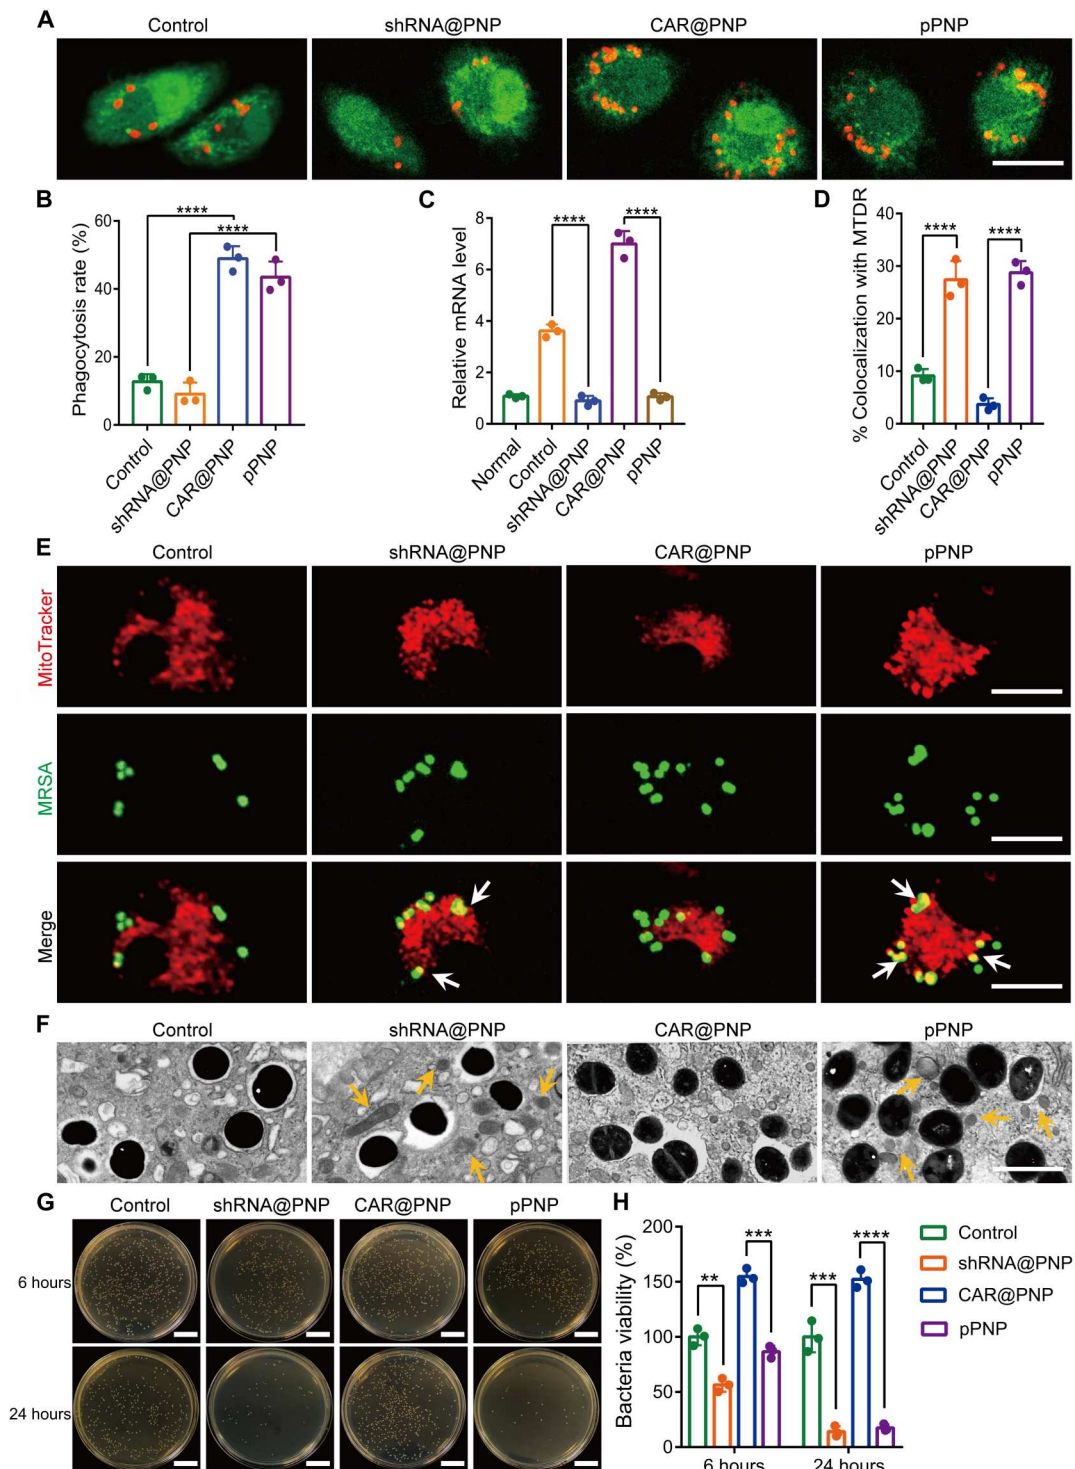 A
Control
shRNA@PNP
CAR@PNP
pPNP
B
Phagocytosis rate (%)
60
40
20
0
****
****
Control
shRNA@PNP
CAR@PNP
pPNP
C
Relative mRNA level
8
6
4
2
0
****
****
Normal
Control
shRNA@PNP
CAR@PNP
pPNP
D
% Colocalization with MTDR
40
30
20
10
0
****
****
Control
shRNA@PNP
CAR@PNP
pPNP
E
Control
shRNA@PNP
CAR@PNP
pPNP
MitoTracker
MRSA
Merge
F
Control
shRNA@PNP
CAR@PNP
pPNP
G
Control
shRNA@PNP
CAR@PNP
pPNP
6 hours
24 hours
H
Bacteria viability (%)
200
150
100
50
0
**
***
***
****
6 hours
24 hours
Control
shRNA@PNP
CAR@PNP
pPNP